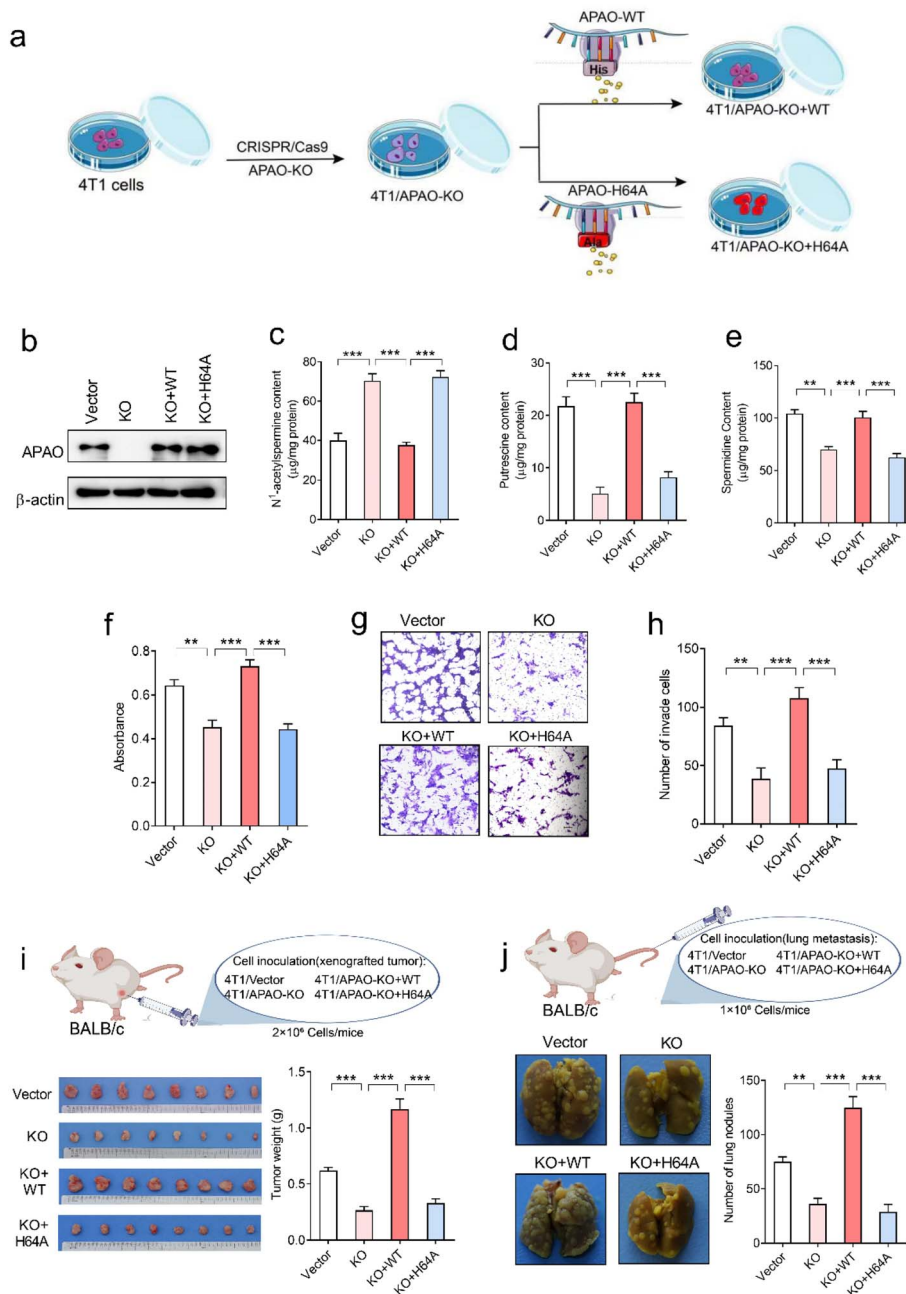 a
APAO-WT
His
4T1/APAO-KO+WT
4T1 cells
CRISPR/Cas9
APAO-KO
4T1/APAO-KO
APAO-H64A
Ala
4T1/APAO-KO+H64A
b
Vector
KO
KO+WT
KO+H64A
APAO
β-actin
c
N¹-acetylspermine content
(μg/mg protein)
80
60
40
20
0
***
***
***
Vector
KO
KO+WT
KO+H64A
d
Putrescine content
(μg/mg protein)
30
20
10
0
***
***
***
Vector
KO
KO+WT
KO+H64A
e
Spermidine Content
(μg/mg protein)
150
100
50
0
**
***
***
Vector
KO
KO+WT
KO+H64A
f
Absorbance
0.8
0.6
0.4
0.2
0.0
**
***
***
Vector
KO
KO+WT
KO+H64A
g
Vector
KO
KO+WT
KO+H64A
h
Number of invade cells
150
100
50
0
**
***
***
Vector
KO
KO+WT
KO+H64A
i
BALB/c
Cell inoculation(xenografted tumor):
4T1/Vector 4T1/APAO-KO+WT
4T1/APAO-KO 4T1/APAO-KO+H64A
2×10⁶ Cells/mice
Vector
KO
KO+
WT
KO+
H64A
Tumor weight (g)
1.5
1.0
0.5
0.0
***
***
***
Vector
KO
KO+WT
KO+H64A
j
BALB/c
Cell inoculation(lung metastasis):
4T1/Vector 4T1/APAO-KO+WT
4T1/APAO-KO 4T1/APAO-KO+H64A
1×10⁶ Cells/mice
Vector
KO
KO+WT
KO+H64A
Number of lung nodules
150
100
50
0
**
***
***
Vector
KO
KO+WT
KO+H64A